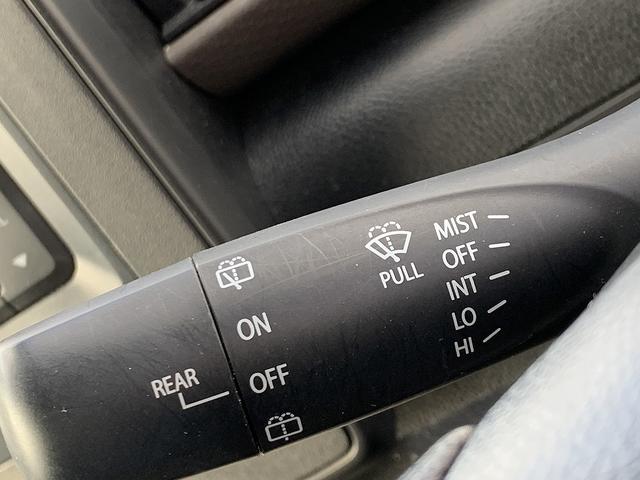 MIST
OFF
PULL
INT
LO
HI
ON
REAR
OFF